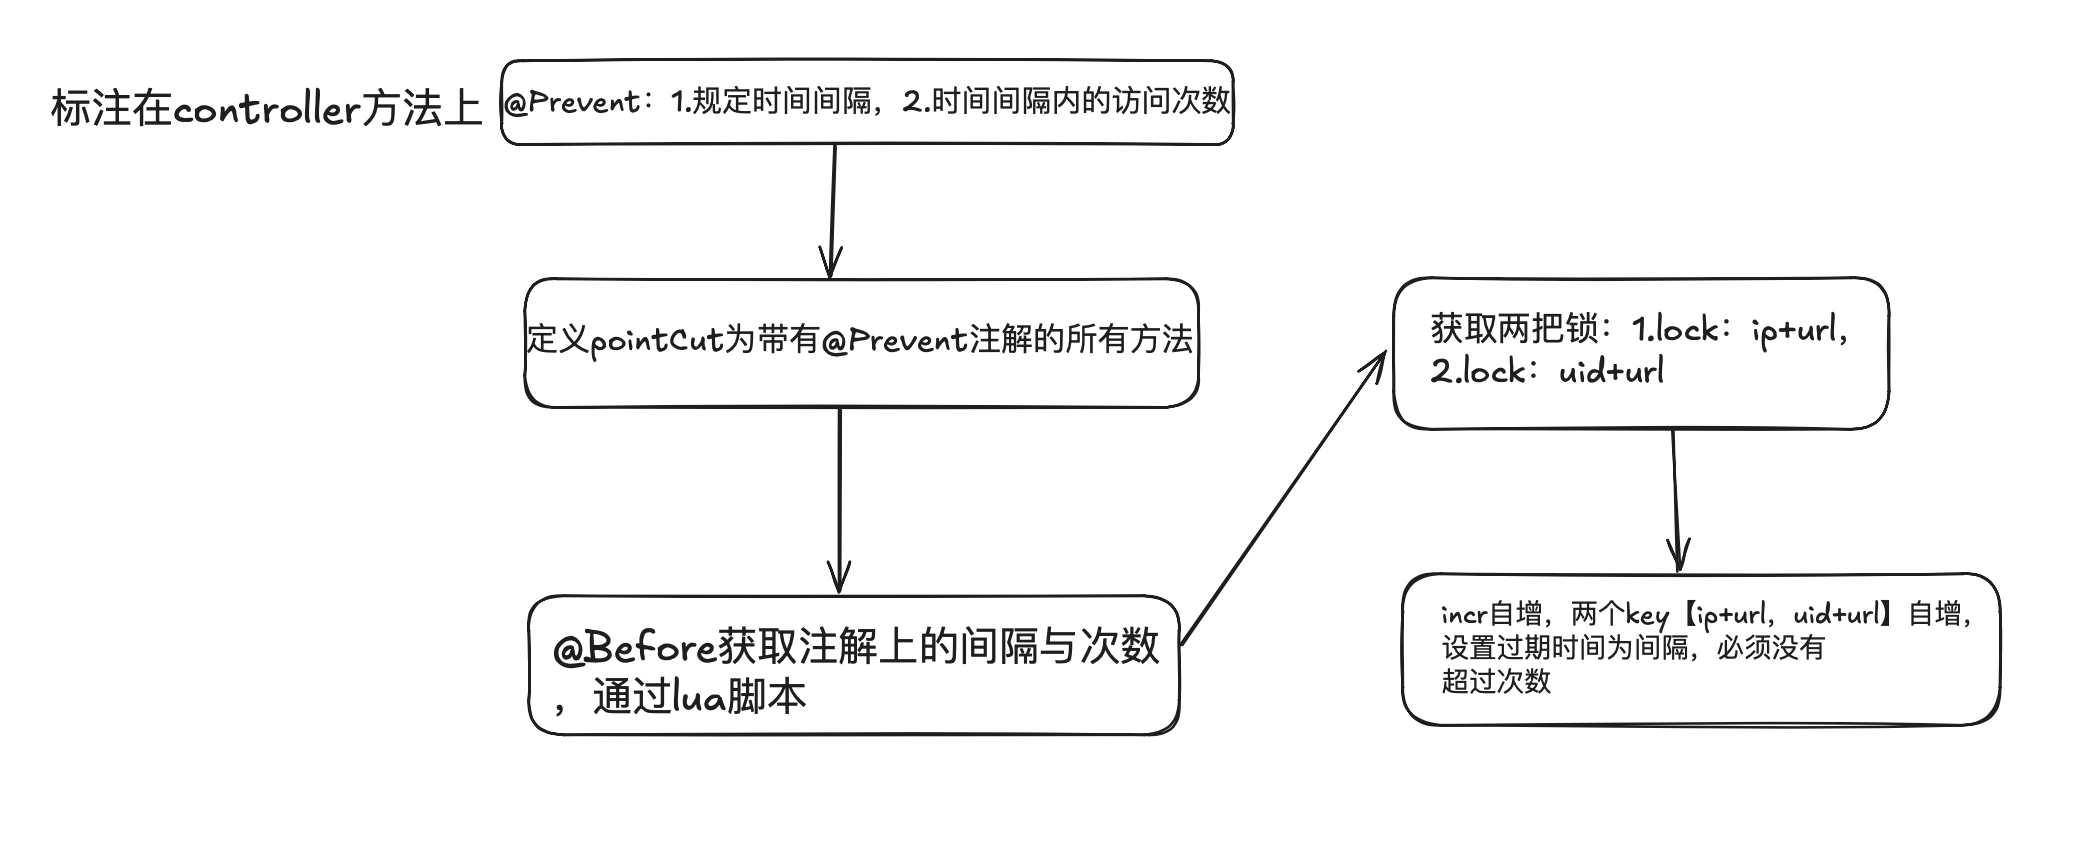 标注在controller方法上
@Prevent：1.规定时间间隔，2.时间间隔内的访问次数
定义pointCut为带有@Prevent注解的所有方法
@Before获取注解上的间隔与次数
，通过lua脚本
获取两把锁：1.lock：ip+url，
2.lock：uid+url
incr自增，两个key【ip+url，uid+url】自增，
设置过期时间为间隔，必须没有
超过次数